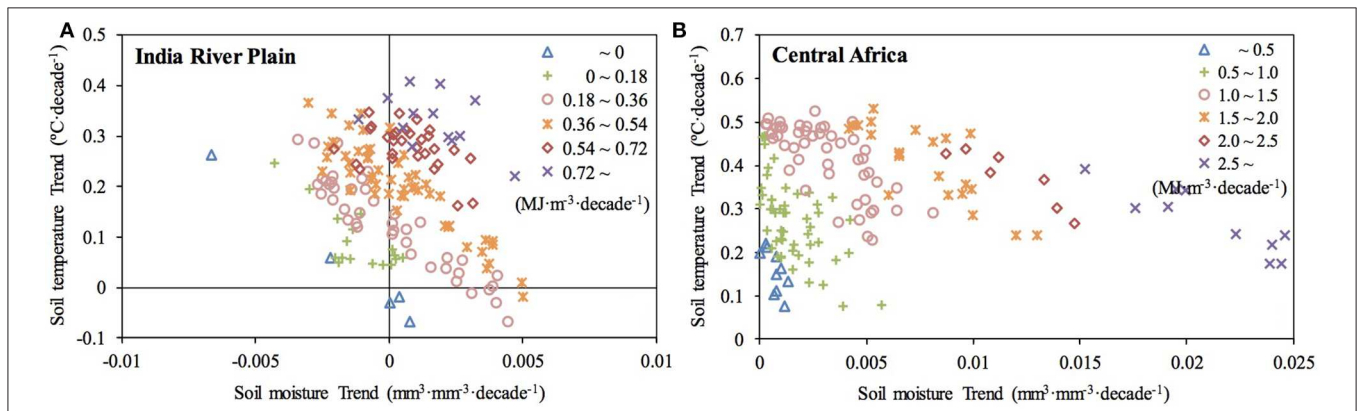 A
India River Plain
Soil temperature Trend (ºC·decade⁻¹)
0.5
0.4
0.3
0.2
0.1
0
-0.1
-0.01
-0.005
0
0.005
0.01
Soil moisture Trend (mm³·mm⁻³·decade⁻¹)
~ 0
0 ~ 0.18
0.18 ~ 0.36
0.36 ~ 0.54
0.54 ~ 0.72
0.72 ~
(MJ·m⁻³·decade⁻¹)
B
Central Africa
Soil temperature Trend (ºC·decade⁻¹)
0.7
0.6
0.5
0.4
0.3
0.2
0.1
0
0
0.005
0.01
0.015
0.02
0.025
Soil moisture Trend (mm³·mm⁻³·decade⁻¹)
~ 0.5
0.5 ~ 1.0
1.0 ~ 1.5
1.5 ~ 2.0
2.0 ~ 2.5
2.5 ~
(MJ·m⁻³·decade⁻¹)